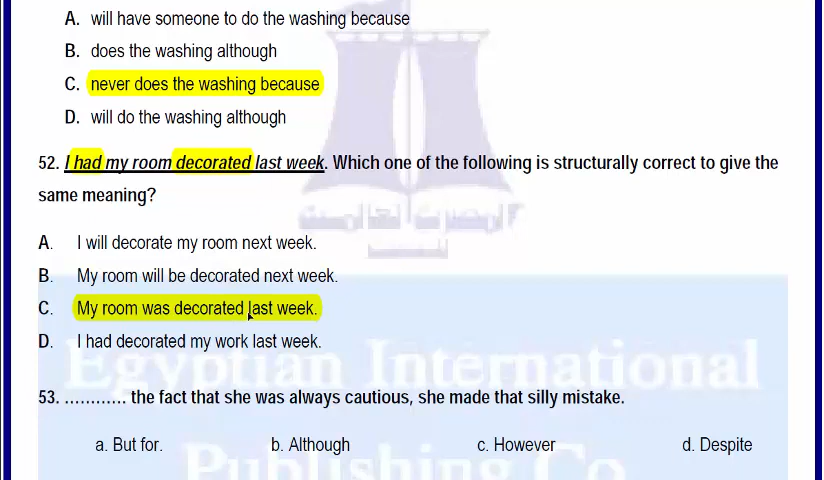 A. will have someone to do the washing because
B. does the washing although
C. never does the washing because
D. will do the washing although
52. I had my room decorated last week. Which one of the following is structurally correct to give the
same meaning?
A. I will decorate my room next week.
B. My room will be decorated next week.
C. My room was decorated last week.
D. I had decorated my work last week.
53. ............ the fact that she was always cautious, she made that silly mistake.
a. But for. b. Although c. However d. Despite
Egyptian International
Publishing Co